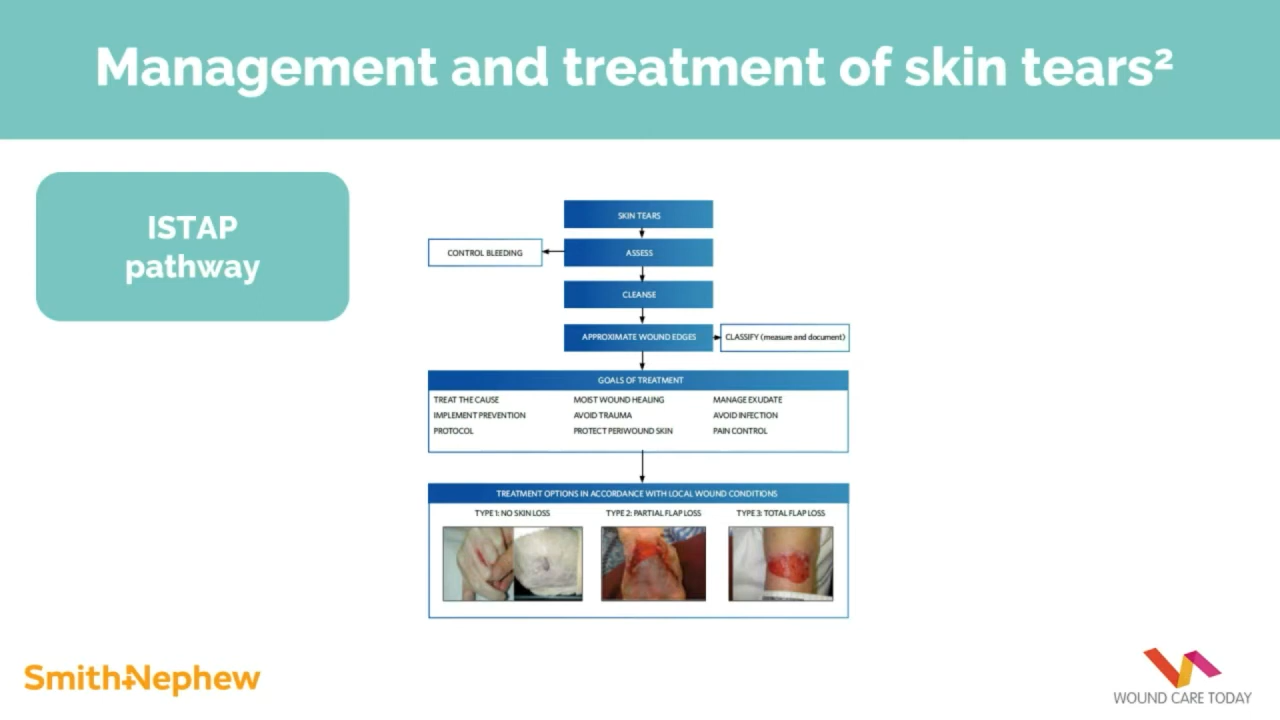 Management and treatment of skin tears²
ISTAP
pathway
SKIN TEARS
CONTROL BLEEDING
ASSESS
CLEANSE
APPROXIMATE WOUND EDGES
CLASSIFY (measure and document)
GOALS OF TREATMENT
TREAT THE CAUSE
IMPLEMENT PREVENTION
PROTOCOL
MOIST WOUND HEALING
AVOID TRAUMA
PROTECT PERIWOUND SKIN
MANAGE EXUDATE
AVOID INFECTION
PAIN CONTROL
TREATMENT OPTIONS IN ACCORDANCE WITH LOCAL WOUND CONDITIONS
TYPE 1: NO SKIN LOSS
TYPE 2: PARTIAL FLAP LOSS
TYPE 3: TOTAL FLAP LOSS
Smith+Nephew
WOUND CARE TODAY